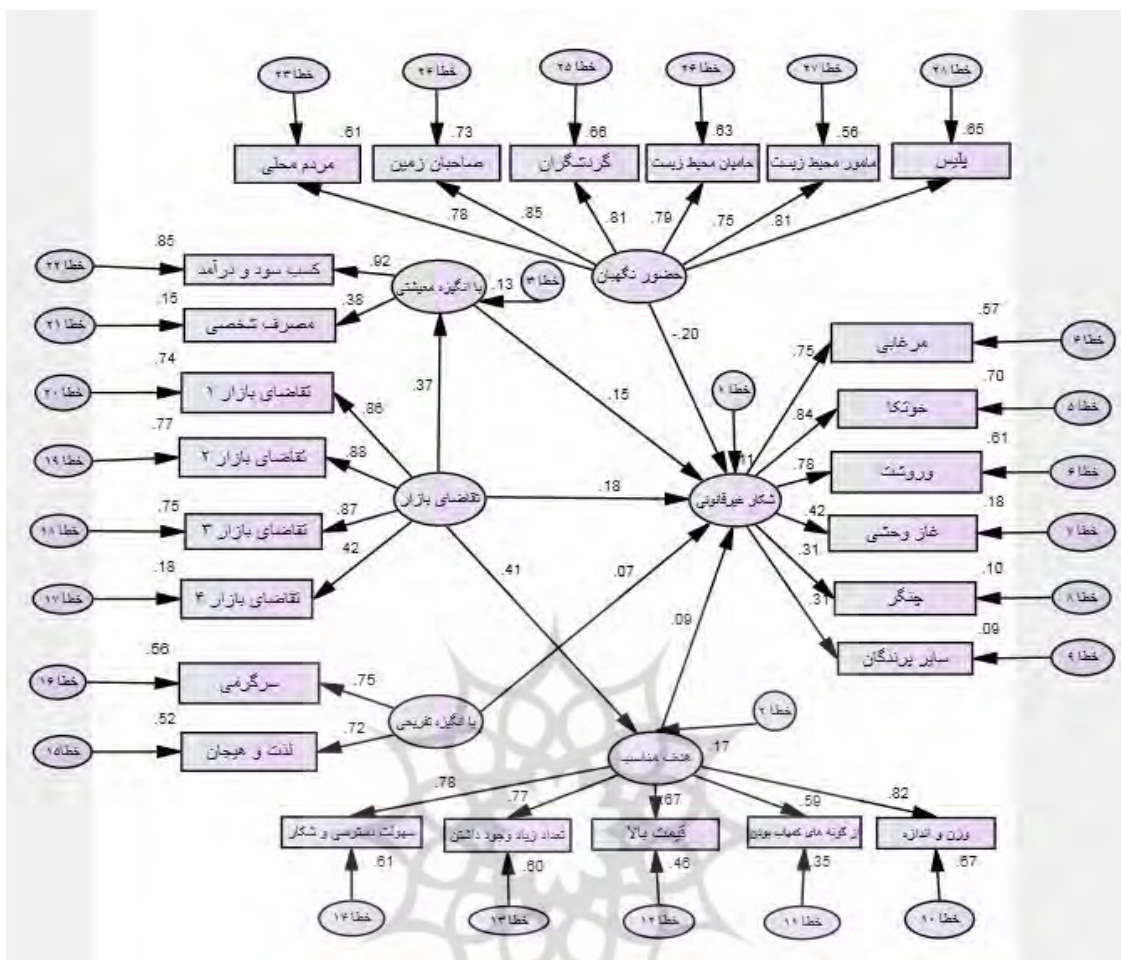 خطا ۲۳
خطا ۲۴
خطا ۲۵
خطا ۲۶
خطا ۲۷
خطا ۲۸
.61
.73
.66
.63
.56
.65
مردم محلی
صاحبان زمین
گردشگران
حامیان محیط زیست
مامور محیط زیست
پلیس
.78
.85
.81
.79
.75
.81
حضور نگهبان
-.20
خطا ۲۲
.85
کسب سود و درآمد
.92
با انگیزه معیشتی
.13
خطا ۳
خطا ۲۱
.15
مصرف شخصی
.38
.37
.15
خطا ۲۰
.74
تقاضای بازار ۱
.86
خطا ۱۹
.77
تقاضای بازار ۲
.88
خطا ۱۸
.75
تقاضای بازار ۳
.87
خطا ۱۷
.18
تقاضای بازار ۴
.42
تقاضای بازار
.18
.41
خطا ۱
.11
شکار غیرقانونی
.75
مرغابی
.57
خطا ۴
.84
خوتکا
.70
خطا ۵
.78
وروشت
.61
خطا ۶
.42
غاز وحشی
.18
خطا ۷
.31
چنگر
.10
خطا ۸
.31
سایر پرندگان
.09
خطا ۹
.07
.09
خطا ۱۶
.56
سرگرمی
.75
با انگیزه تفریحی
خطا ۱۵
.52
لذت و هیجان
.72
خطا ۲
.17
هدف مناسب
.78
.77
.67
.59
.82
سهولت دسترسی و شکار
تعداد زیاد وجود داشتن
قیمت بالا
از گونه های کمیاب بودن
وزن و اندازه
.61
.60
.46
.35
.67
خطا ۱۴
خطا ۱۳
خطا ۱۲
خطا ۱۱
خطا ۱۰